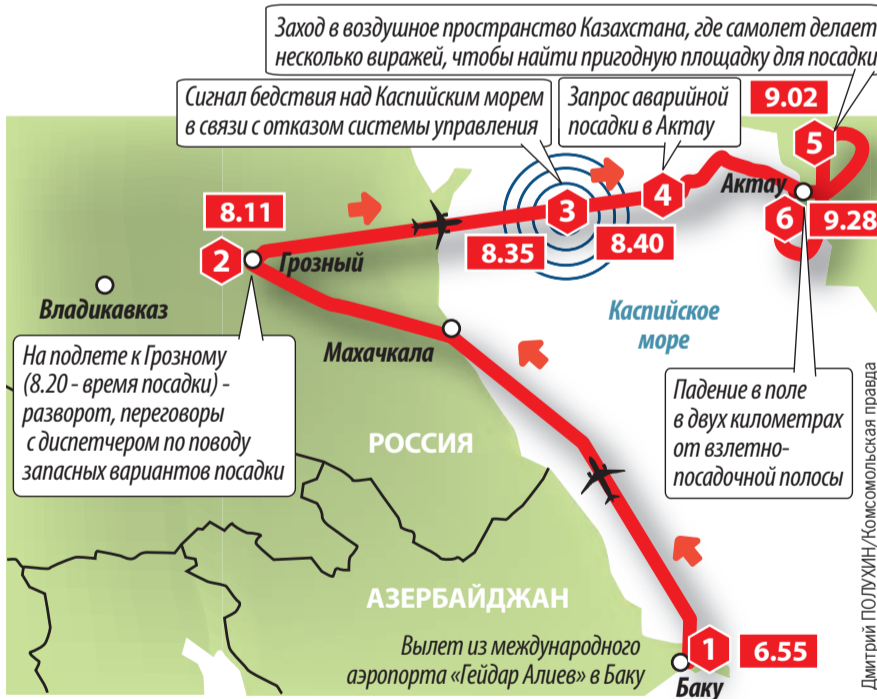 Заход в воздушное пространство Казахстана, где самолет делает
несколько виражей, чтобы найти пригодную площадку для посадки
Сигнал бедствия над Каспийским морем
в связи с отказом системы управления
Запрос аварийной
посадки в Актау
9.02
5
Актау
4
3
8.11
8.35
8.40
6
9.28
2
Грозный
Владикавказ
Каспийское
море
Махачкала
На подлете к Грозному
(8.20 - время посадки) -
разворот, переговоры
с диспетчером по поводу
запасных вариантов посадки
Падение в поле
в двух километрах
от взлетно-
посадочной полосы
РОССИЯ
АЗЕРБАЙДЖАН
Вылет из международного
аэропорта «Гейдар Алиев» в Баку
1
6.55
Баку
Дмитрий ПОЛУХИН/Комсомольская правда